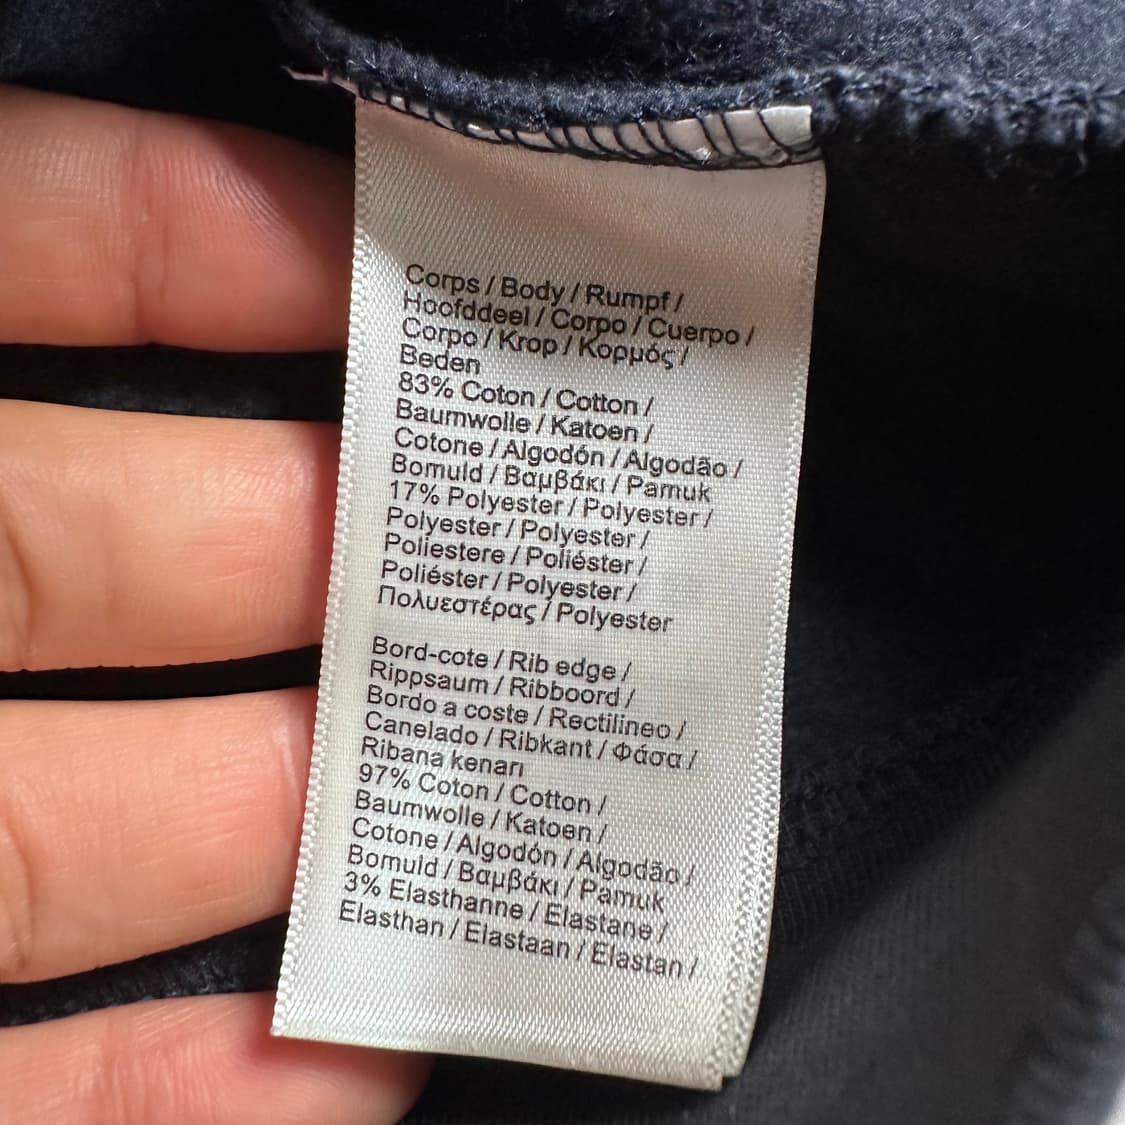 Corps / Body / Rumpf /
Hoofddeel / Corpo / Cuerpo /
Corpo / Krop / Κορμός /
Beden
83% Coton / Cotton /
Baumwolle / Katoen /
Cotone / Algodón / Algodão /
Bomuld / Βαμβάκι / Pamuk
17% Polyester / Polyester /
Polyester / Polyester /
Poliestere / Poliéster /
Poliéster / Polyester /
Πολυεστέρας / Polyester
Bord-cote / Rib edge /
Rippsaum / Ribboord /
Bordo a coste / Rectilineo /
Canelado / Ribkant / Φάσα /
Ribana kenarı
97% Coton / Cotton /
Baumwolle / Katoen /
Cotone / Algodón / Algodão /
Bomuld / Βαμβάκι / Pamuk
3% Elasthanne / Elastane /
Elasthan / Elastaan / Elastan /